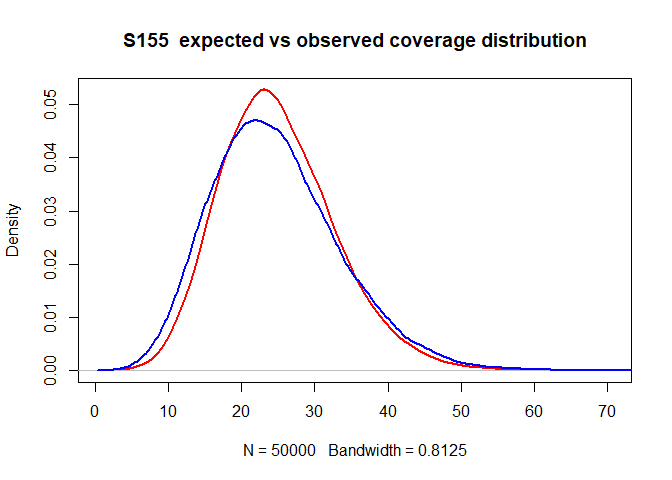 S155  expected vs observed coverage distribution
Density
0.05
0.04
0.03
0.02
0.01
0.00
0 10 20 30 40 50 60 70
N = 50000   Bandwidth = 0.8125